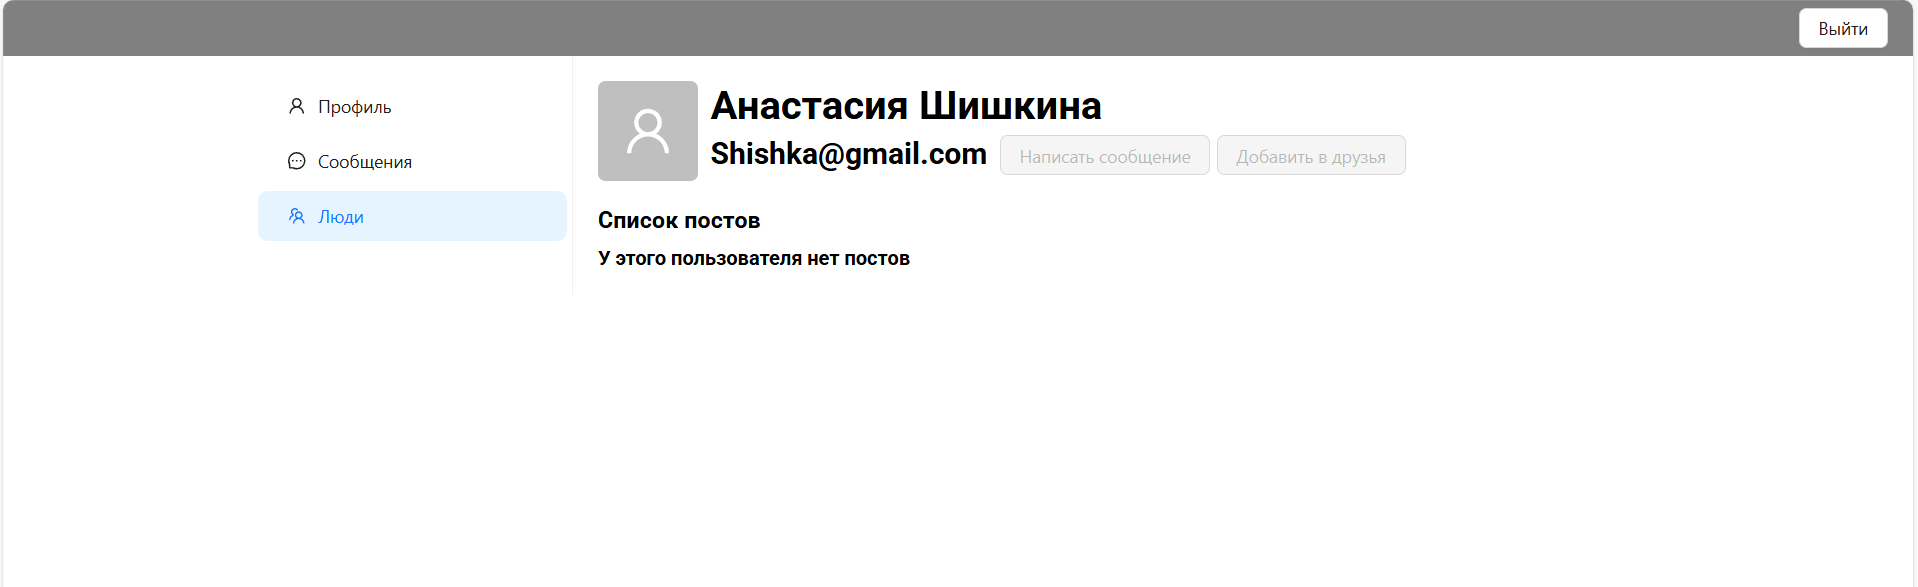 Выйти
Профиль
Сообщения
Люди
Анастасия Шишкина
Shishka@gmail.com
Написать сообщение
Добавить в друзья
Список постов
У этого пользователя нет постов